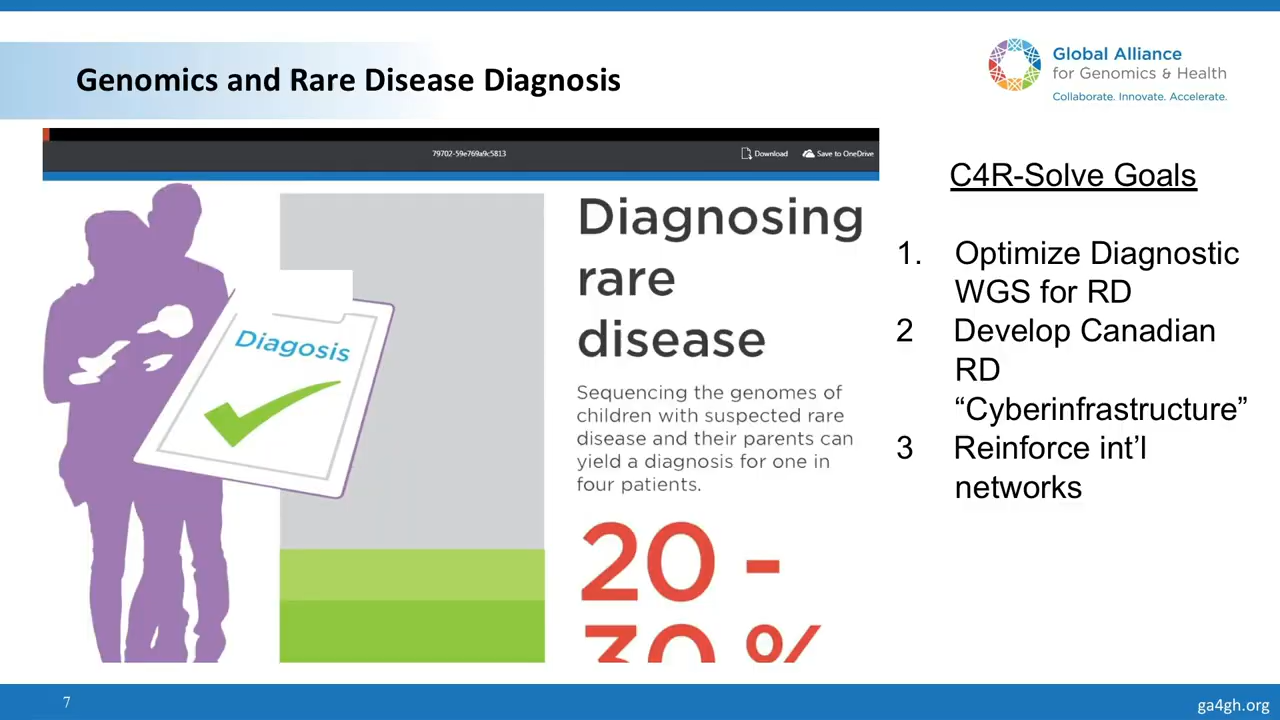 Genomics and Rare Disease Diagnosis
Global Alliance
for Genomics & Health
Collaborate. Innovate. Accelerate.
79702-59e769a9c5813
Download
Save to OneDrive
Diagosis
Diagnosing
rare
disease
Sequencing the genomes of
children with suspected rare
disease and their parents can
yield a diagnosis for one in
four patients.
20 -
30 %
C4R-Solve Goals
1. Optimize Diagnostic
WGS for RD
2 Develop Canadian
RD
“Cyberinfrastructure”
3 Reinforce int’l
networks
7
ga4gh.org